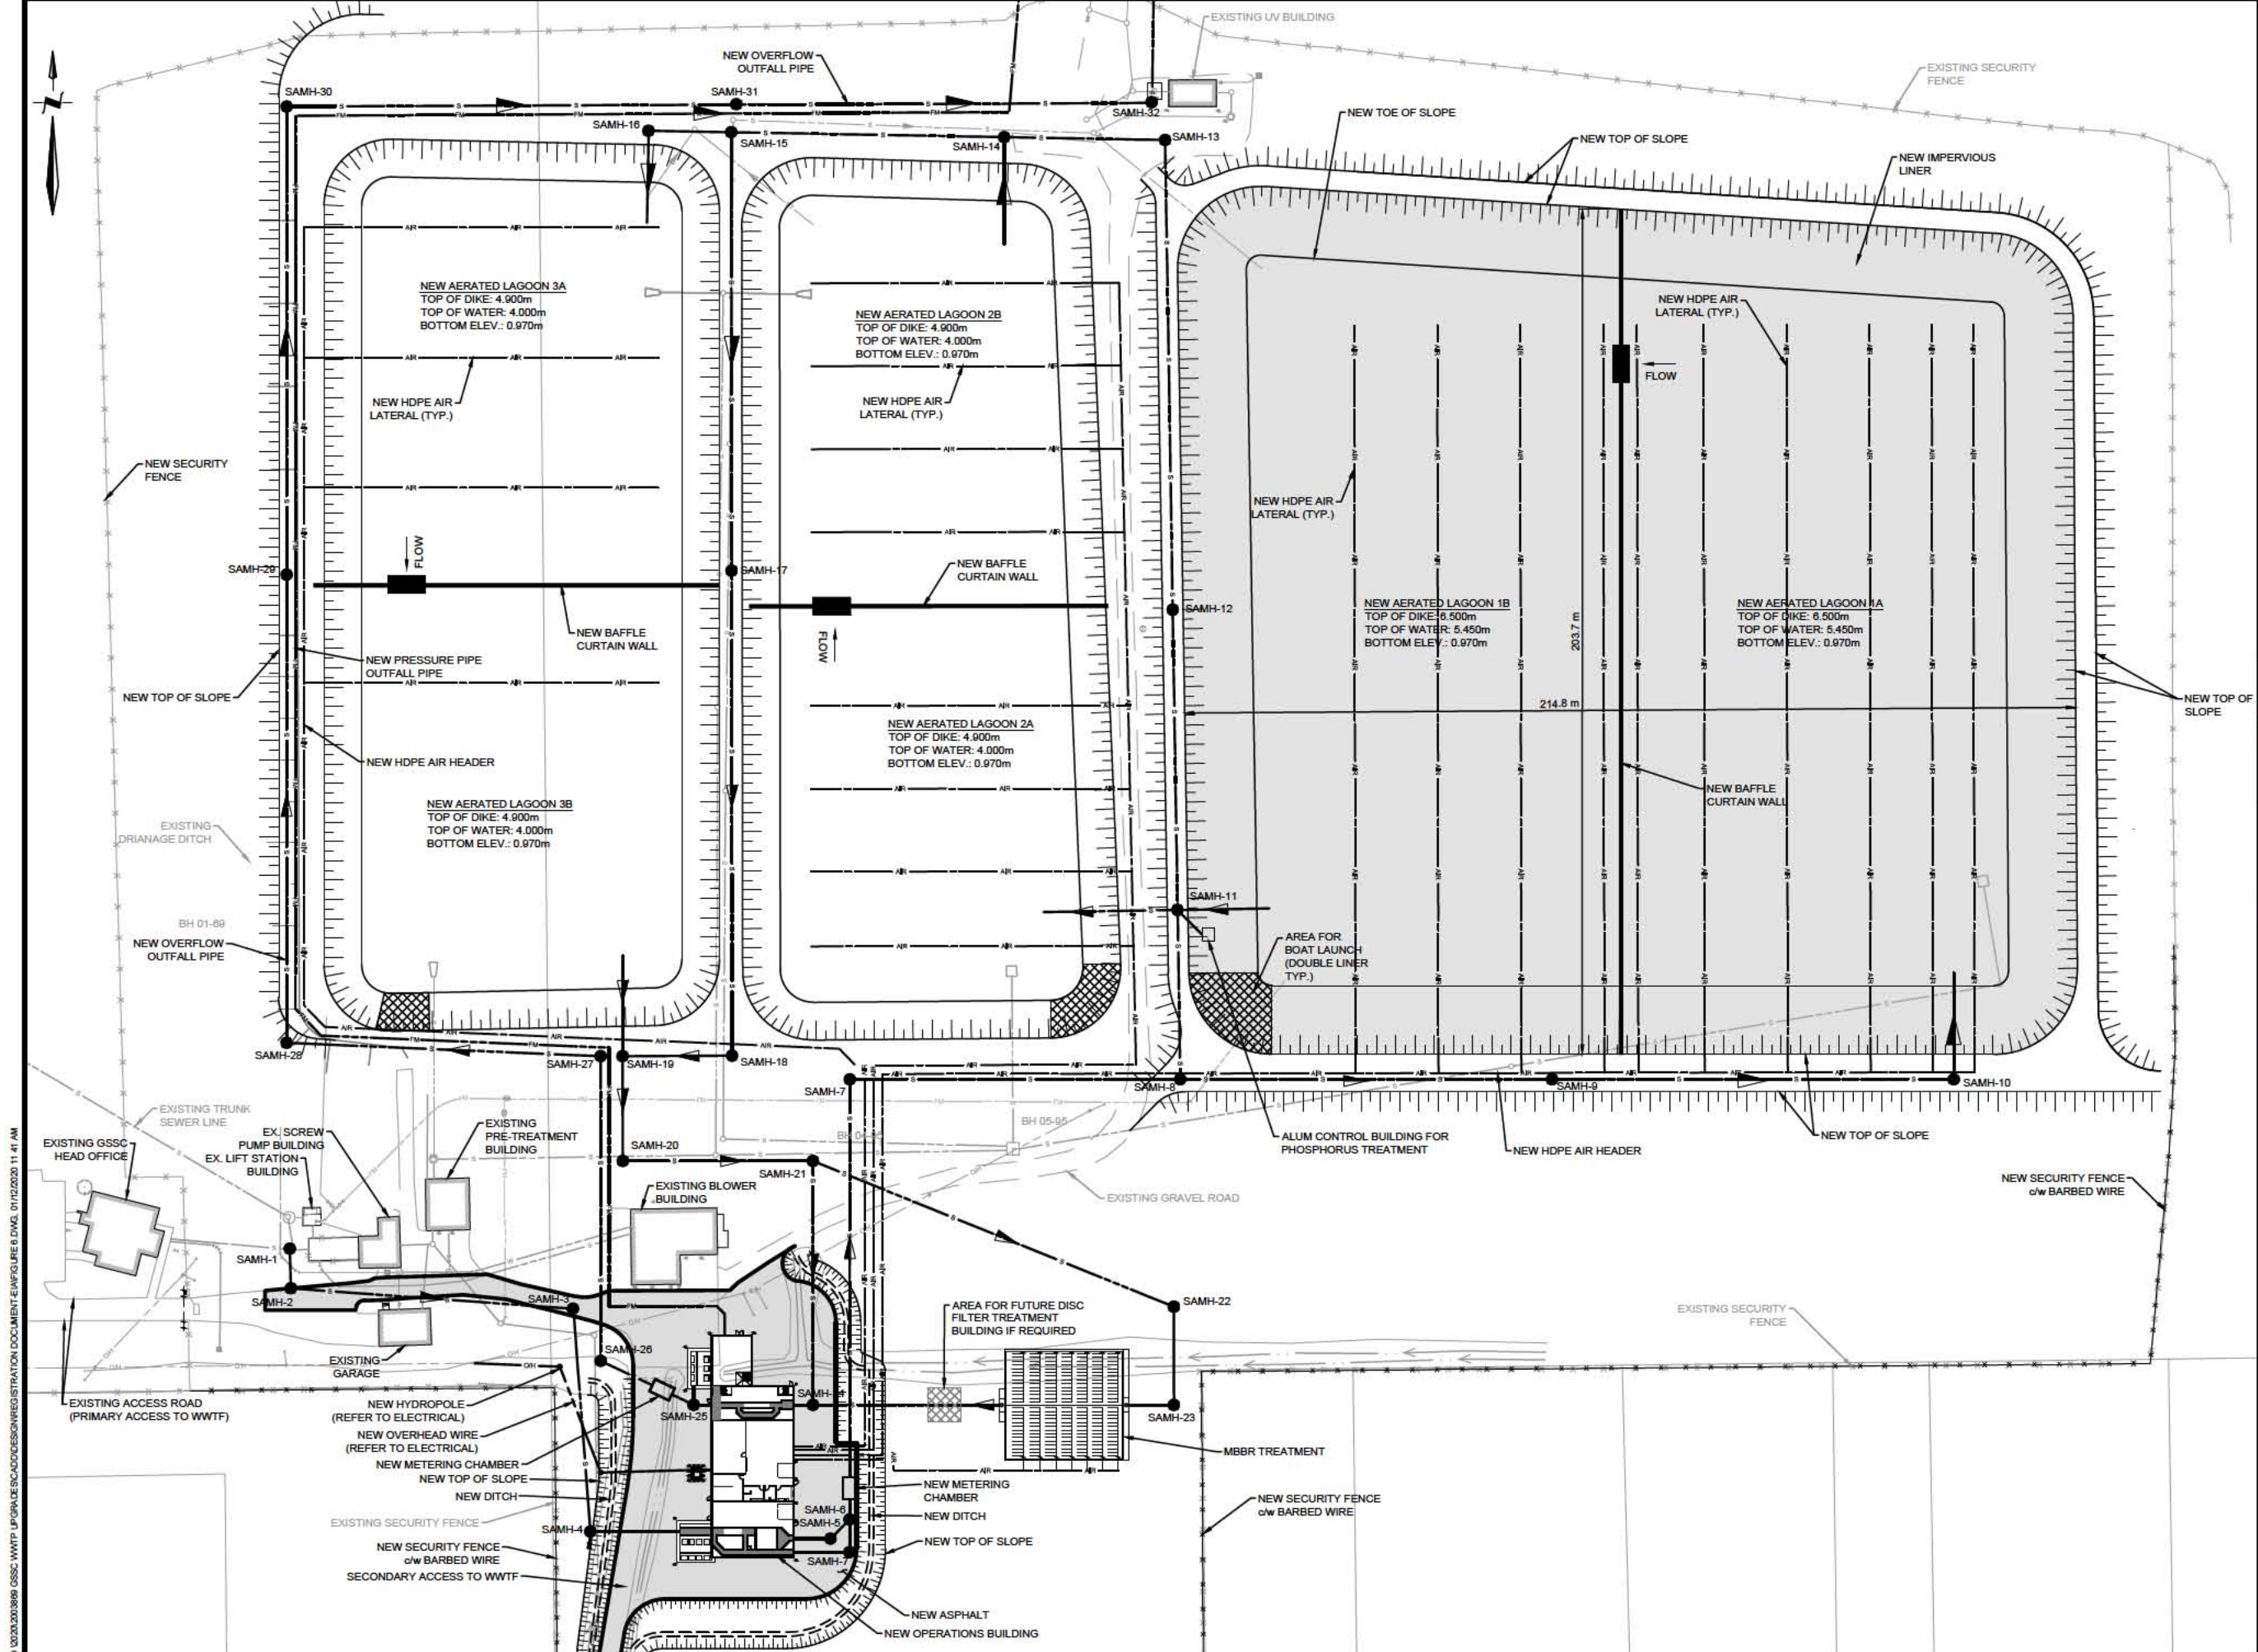 EXISTING UV BUILDING
NEW OVERFLOW
OUTFALL PIPE
EXISTING SECURITY
FENCE
SAMH-30
SAMH-31
SAMH-32
SAMH-16
SAMH-15
SAMH-14
SAMH-13
NEW TOE OF SLOPE
NEW TOP OF SLOPE
NEW IMPERVIOUS
LINER
NEW AERATED LAGOON 3A
TOP OF DIKE: 4.900m
TOP OF WATER: 4.000m
BOTTOM ELEV.: 0.970m
NEW AERATED LAGOON 2B
TOP OF DIKE: 4.900m
TOP OF WATER: 4.000m
BOTTOM ELEV.: 0.970m
NEW HDPE AIR
LATERAL (TYP.)
FLOW
NEW HDPE AIR
LATERAL (TYP.)
NEW HDPE AIR
LATERAL (TYP.)
NEW SECURITY
FENCE
NEW HDPE AIR
LATERAL (TYP.)
FLOW
SAMH-29
SAMH-17
NEW BAFFLE
CURTAIN WALL
SAMH-12
NEW AERATED LAGOON 1B
TOP OF DIKE: 6.500m
TOP OF WATER: 5.450m
BOTTOM ELEV.: 0.970m
203.7 m
NEW AERATED LAGOON 1A
TOP OF DIKE: 6.500m
TOP OF WATER: 5.450m
BOTTOM ELEV.: 0.970m
NEW BAFFLE
CURTAIN WALL
FLOW
NEW PRESSURE PIPE
OUTFALL PIPE
NEW TOP OF SLOPE
NEW TOP OF
SLOPE
214.8 m
NEW AERATED LAGOON 2A
TOP OF DIKE: 4.900m
TOP OF WATER: 4.000m
BOTTOM ELEV.: 0.970m
NEW HDPE AIR HEADER
NEW BAFFLE
CURTAIN WALL
NEW AERATED LAGOON 3B
TOP OF DIKE: 4.900m
TOP OF WATER: 4.000m
BOTTOM ELEV.: 0.970m
EXISTING
DRIANAGE DITCH
SAMH-11
BH 01-69
NEW OVERFLOW
OUTFALL PIPE
AREA FOR
BOAT LAUNCH
(DOUBLE LINER
TYP.)
SAMH-28
SAMH-27
SAMH-19
SAMH-18
SAMH-7
SAMH-8
SAMH-9
SAMH-10
EXISTING TRUNK
SEWER LINE
EXISTING GSSC
HEAD OFFICE
EX. SCREW
PUMP BUILDING
EX. LIFT STATION
BUILDING
EXISTING
PRE-TREATMENT
BUILDING
SAMH-20
SAMH-21
BH 05-95
ALUM CONTROL BUILDING FOR
PHOSPHORUS TREATMENT
NEW HDPE AIR HEADER
NEW TOP OF SLOPE
EXISTING BLOWER
BUILDING
EXISTING GRAVEL ROAD
NEW SECURITY FENCE
c/w BARBED WIRE
SAMH-1
SAMH-2
SAMH-3
SAMH-22
AREA FOR FUTURE DISC
FILTER TREATMENT
BUILDING IF REQUIRED
EXISTING SECURITY
FENCE
EXISTING
GARAGE
SAMH-26
EXISTING ACCESS ROAD
(PRIMARY ACCESS TO WWTF)
NEW HYDROPOLE
(REFER TO ELECTRICAL)
SAMH-25
SAMH-23
NEW OVERHEAD WIRE
(REFER TO ELECTRICAL)
NEW METERING CHAMBER
MBBR TREATMENT
NEW TOP OF SLOPE
NEW DITCH
NEW METERING
CHAMBER
NEW SECURITY FENCE
c/w BARBED WIRE
EXISTING SECURITY FENCE
SAMH-6
SAMH-5
NEW DITCH
SAMH-4
NEW SECURITY FENCE
c/w BARBED WIRE
NEW TOP OF SLOPE
SAMH-7
SECONDARY ACCESS TO WWTF
NEW ASPHALT
NEW OPERATIONS BUILDING